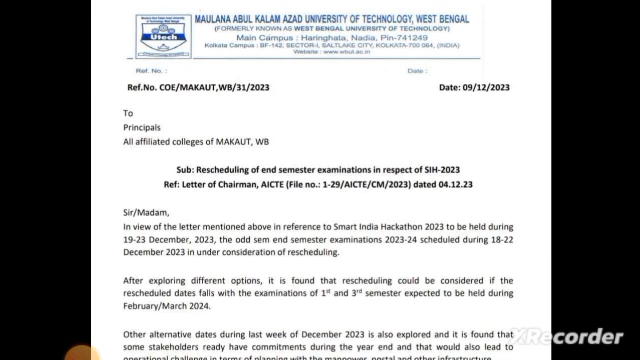 MAULANA ABUL KALAM AZAD UNIVERSITY OF TECHNOLOGY, WEST BENGAL
(FORMERLY KNOWN AS WEST BENGAL UNIVERSITY OF TECHNOLOGY)
Main Campus : Haringhata, Nadia, Pin-741249
Kolkata Campus : BF-142, SECTOR-I, SALTLAKE CITY, KOLKATA-700 064, (INDIA)
Website : www.wbut.ac.in
Utech
Ref. No. : Date :
Ref.No. COE/MAKAUT,WB/31/2023 Date: 09/12/2023
To
Principals
All affiliated colleges of MAKAUT, WB
Sub: Rescheduling of end semester examinations in respect of SIH-2023
Ref: Letter of Chairman, AICTE (File no.: 1-29/AICTE/CM/2023) dated 04.12.23
Sir/Madam,
In view of the letter mentioned above in reference to Smart India Hackathon 2023 to be held during
19-23 December, 2023, the odd sem end semester examinations 2023-24 scheduled during 18-22
December 2023 in under consideration of rescheduling.
After exploring different options, it is found that rescheduling could be considered if the
rescheduled dates falls with the examinations of 1st and 3rd semester expected to be held during
February/March 2024.
Other alternative dates during last week of December 2023 is also explored and it is found that
some stakeholders ready have commitments during the year end and that would also lead to
operational challenge in terms of planning with the manpower, postal and other infrastructure.
XRecorder